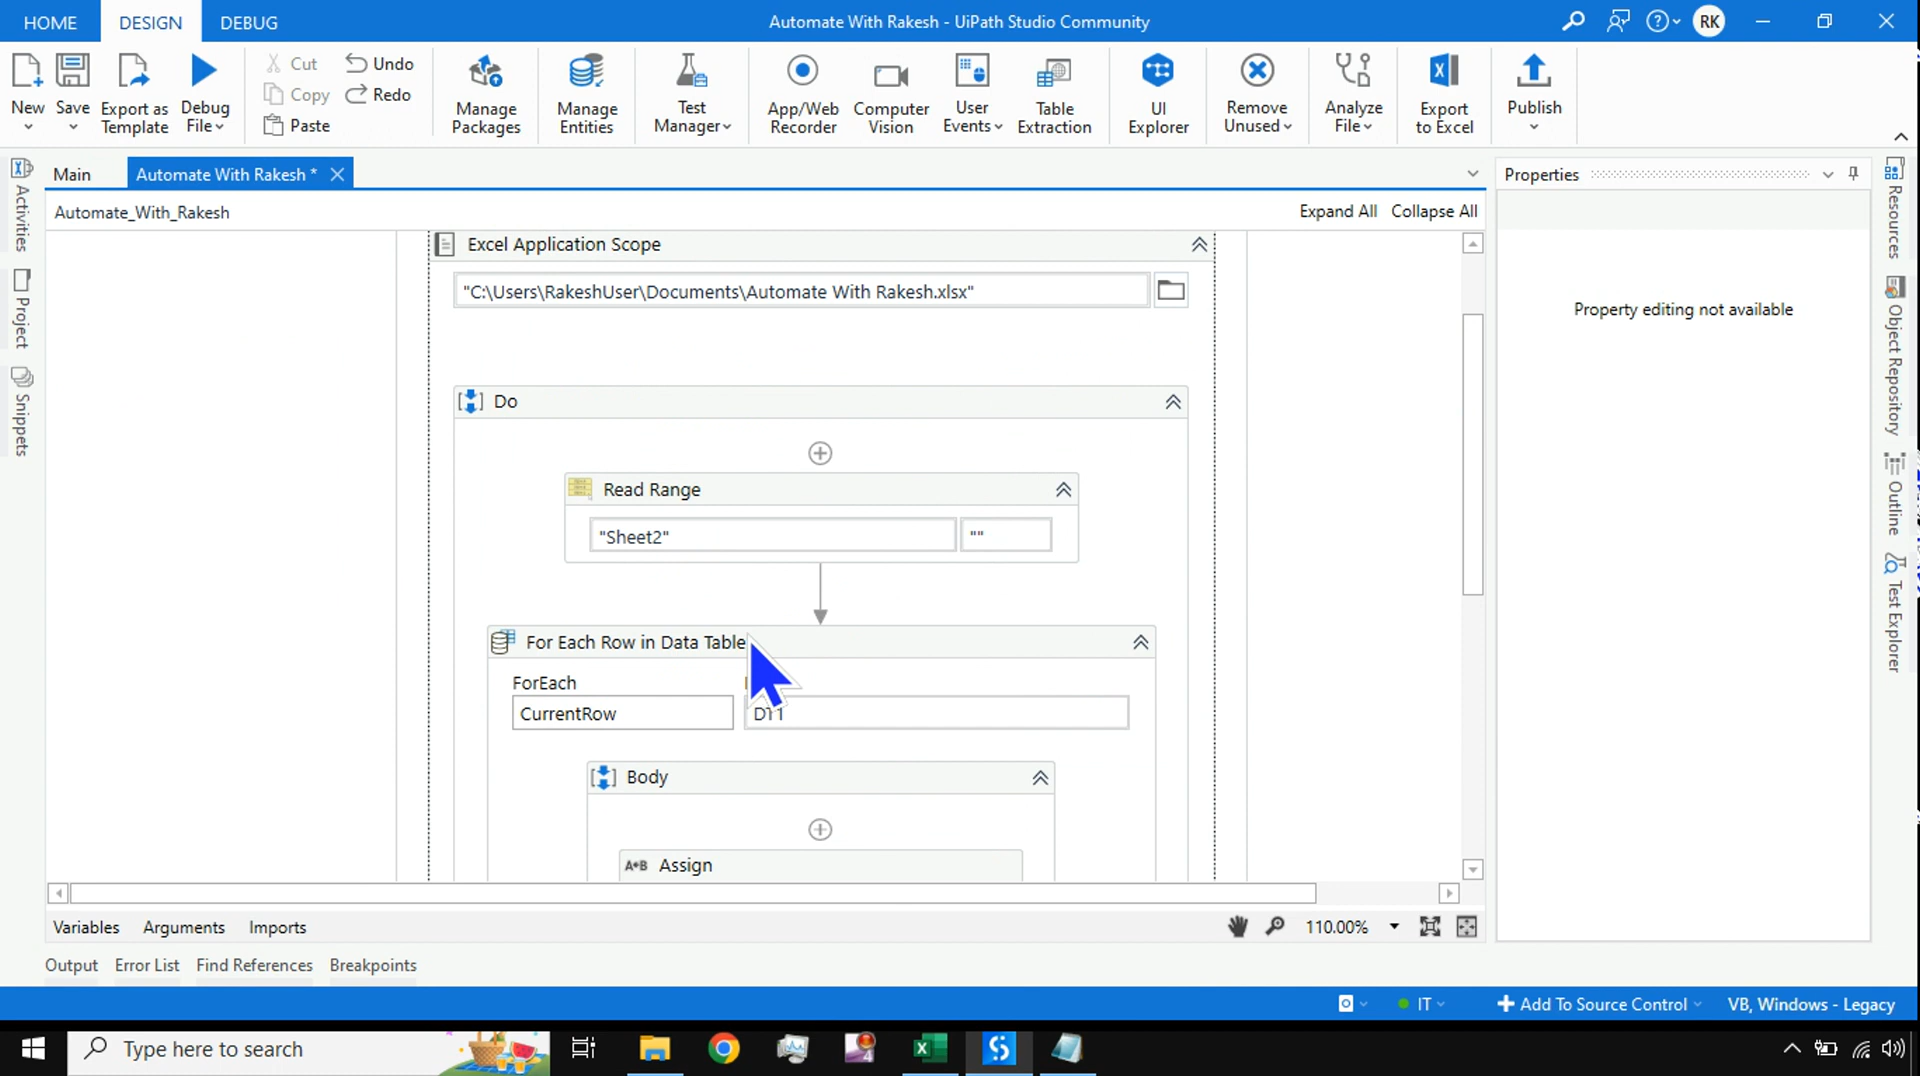 HOME DESIGN DEBUG Automate With Rakesh - UiPath Studio Community RK
New Save Export as Template Debug File
Cut Undo
Copy Redo
Paste
Manage Packages Manage Entities Test Manager App/Web Recorder Computer Vision User Events Table Extraction UI Explorer Remove Unused Analyze File Export to Excel Publish
Main Automate With Rakesh * Properties
Automate_With_Rakesh Expand All Collapse All
Activities
Project
Snippets
Excel Application Scope
"C:\Users\RakeshUser\Documents\Automate With Rakesh.xlsx"
Do
Read Range
"Sheet2" ""
For Each Row in Data Table
ForEach
CurrentRow DT1
Body
A*B Assign
Property editing not available
Resources
Object Repository
Outline
Test Explorer
Variables Arguments Imports 110.00%
Output Error List Find References Breakpoints
IT Add To Source Control VB, Windows - Legacy
Type here to search